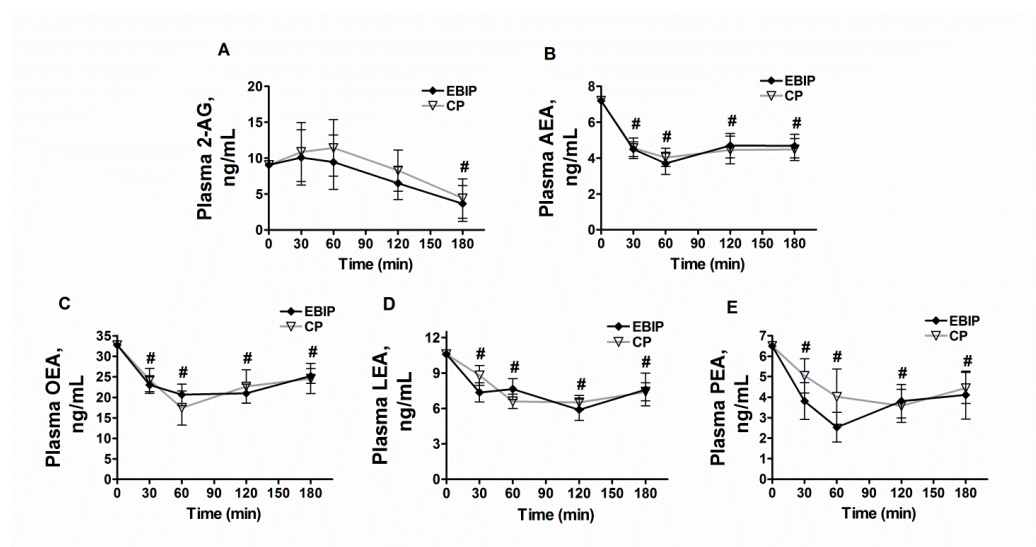 A
Plasma 2-AG,
ng/mL
20
15
10
5
0
EBIP
CP
#
0 30 60 90 120 150 180
Time (min)
B
Plasma AEA,
ng/mL
8
6
4
2
0
EBIP
CP
# # # #
0 30 60 90 120 150 180
Time (min)
C
Plasma OEA,
ng/mL
35
30
25
20
15
10
5
0
EBIP
CP
# # # #
0 30 60 90 120 150 180
Time (min)
D
Plasma LEA,
ng/mL
12
9
6
3
0
EBIP
CP
# # # #
0 30 60 90 120 150 180
Time (min)
E
Plasma PEA,
ng/mL
7
6
5
4
3
2
1
0
EBIP
CP
# # # #
0 30 60 90 120 150 180
Time (min)